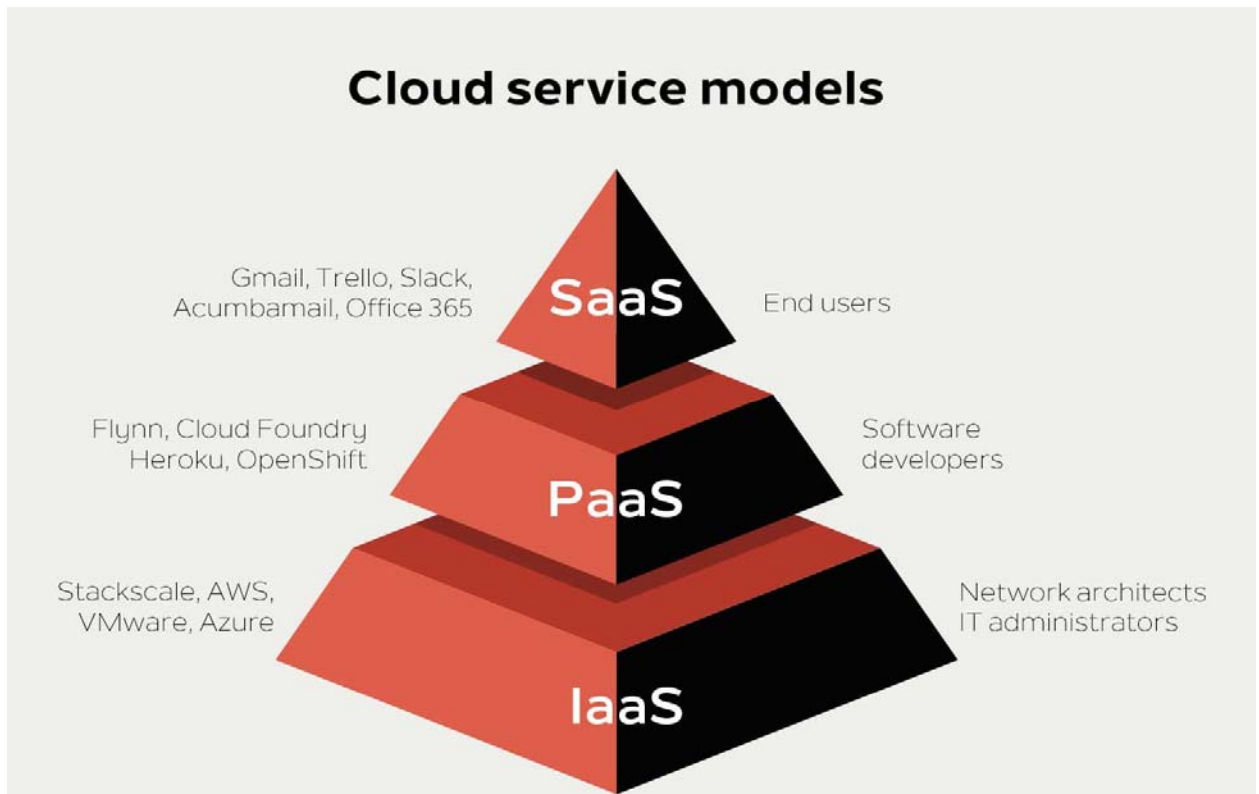 Cloud service models
Gmail, Trello, Slack,
Acumbamail, Office 365
SaaS
End users
Flynn, Cloud Foundry
Heroku, OpenShift
PaaS
Software
developers
Stackscale, AWS,
VMware, Azure
IaaS
Network architects
IT administrators